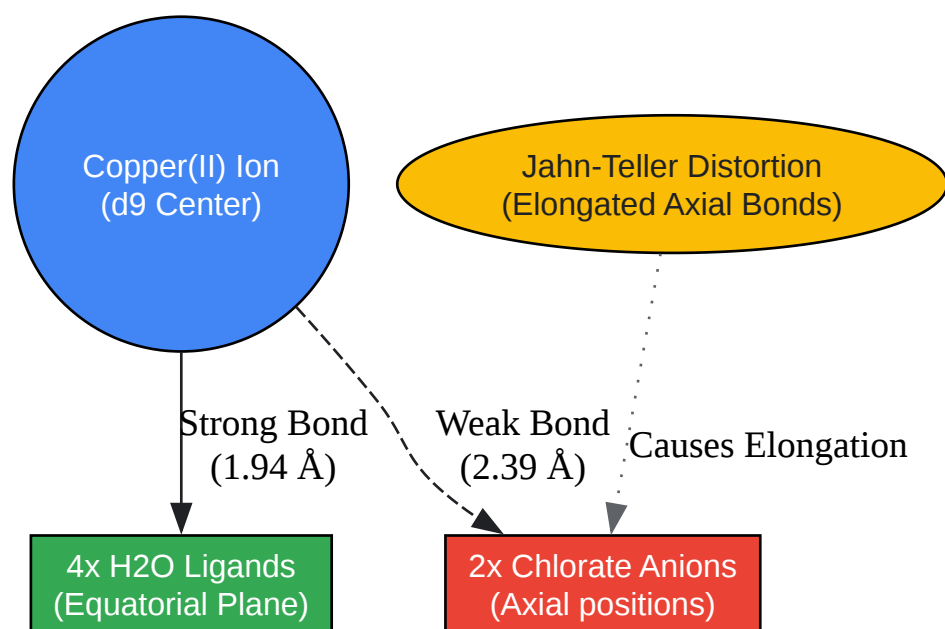 Copper(II) Ion
(d9 Center)
Jahn-Teller Distortion
(Elongated Axial Bonds)
Strong Bond
(1.94 Å)
Weak Bond
(2.39 Å)
Causes Elongation
4x H2O Ligands
(Equatorial Plane)
2x Chlorate Anions
(Axial positions)